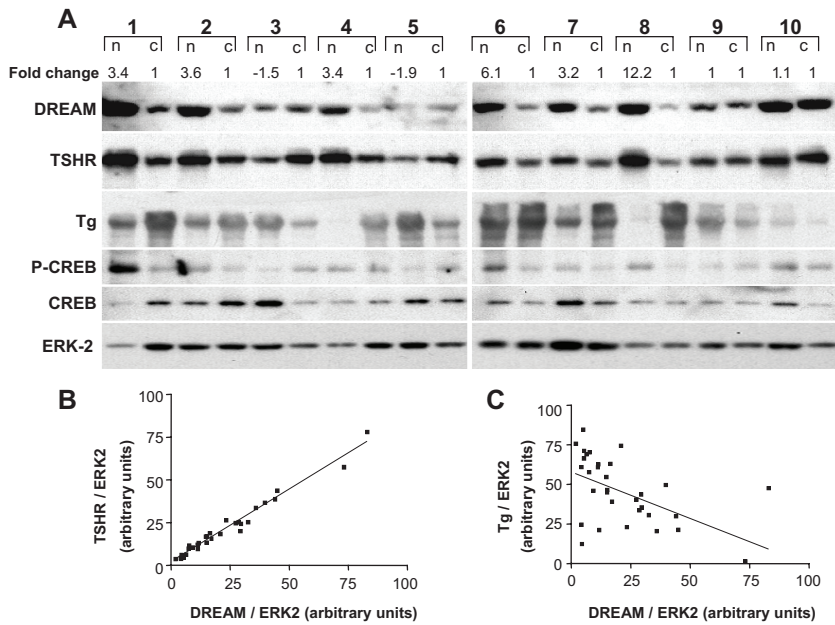 A
1 2 3 4 5 6 7 8 9 10
n c n c n c n c n c n c n c n c n c n c
Fold change 3.4 1 3.6 1 -1.5 1 3.4 1 -1.9 1 6.1 1 3.2 1 12.2 1 1 1 1.1 1
DREAM
TSHR
Tg
P-CREB
CREB
ERK-2
B
TSHR / ERK2
(arbitrary units)
100
75
50
25
0
0 25 50 75 100
DREAM / ERK2 (arbitrary units)
C
Tg / ERK2
(arbitrary units)
100
75
50
25
0
0 25 50 75 100
DREAM / ERK2 (arbitrary units)